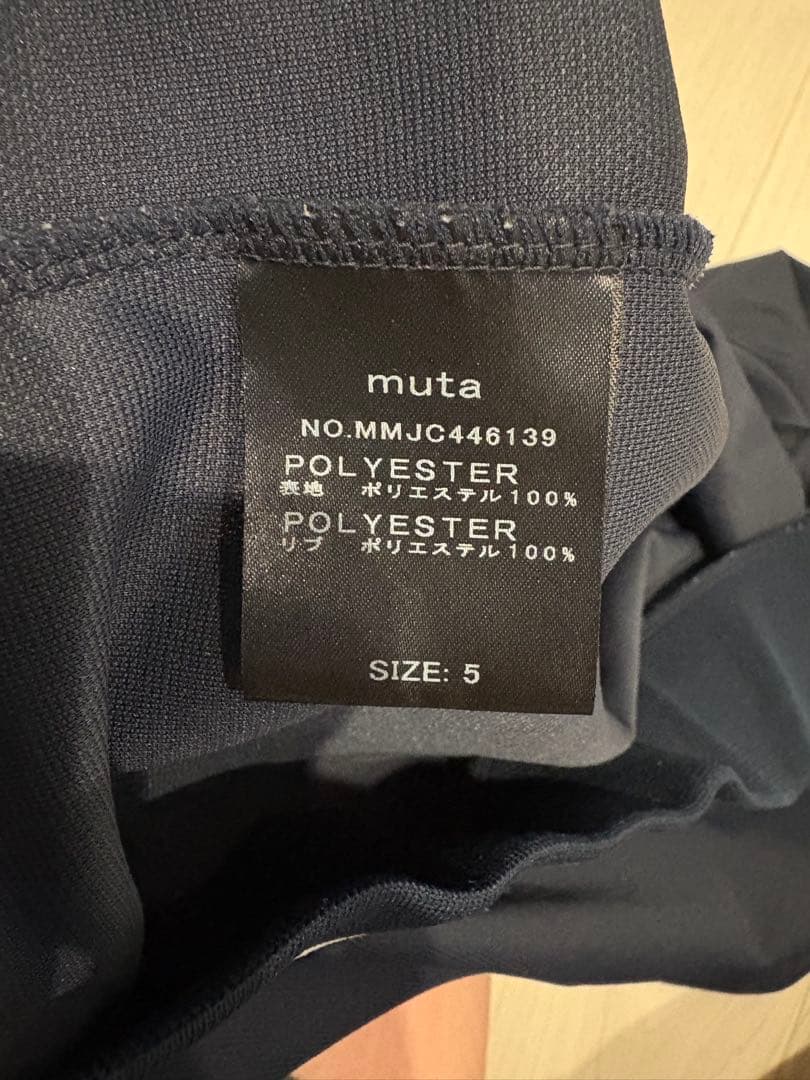 muta
NO.MMJC446139
POLYESTER
表地 ポリエステル100%
POLYESTER
リブ ポリエステル100%
SIZE: 5